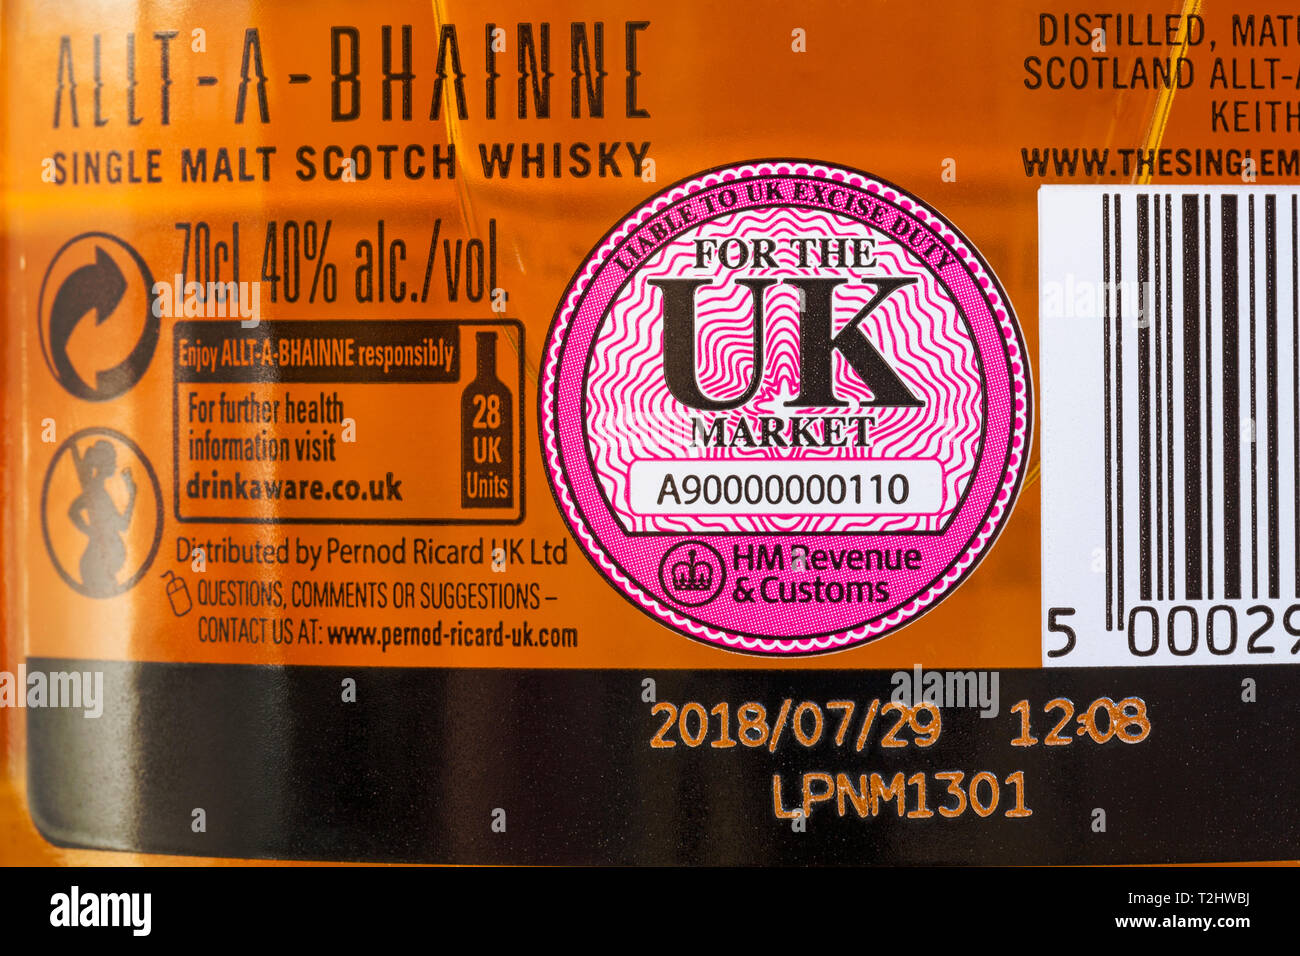 ALLT-A-BHAINNE
SINGLE MALT SCOTCH WHISKY
70cl 40% alc./vol
Enjoy ALLT-A-BHAINNE responsibly
For further health
information visit
drinkaware.co.uk
28
UK
Units
Distributed by Pernod Ricard UK Ltd
QUESTIONS, COMMENTS OR SUGGESTIONS –
CONTACT US AT: www.pernod-ricard-uk.com
LIABLE TO UK EXCISE DUTY
FOR THE
UK
MARKET
A90000000110
HM Revenue
& Customs
DISTILLED, MATU
SCOTLAND ALLT-A
KEITH
WWW.THESINGLEM
5 00029
2018/07/29 12:08
LPNM1301
alamy
Image ID: T2HWBJ
www.alamy.com